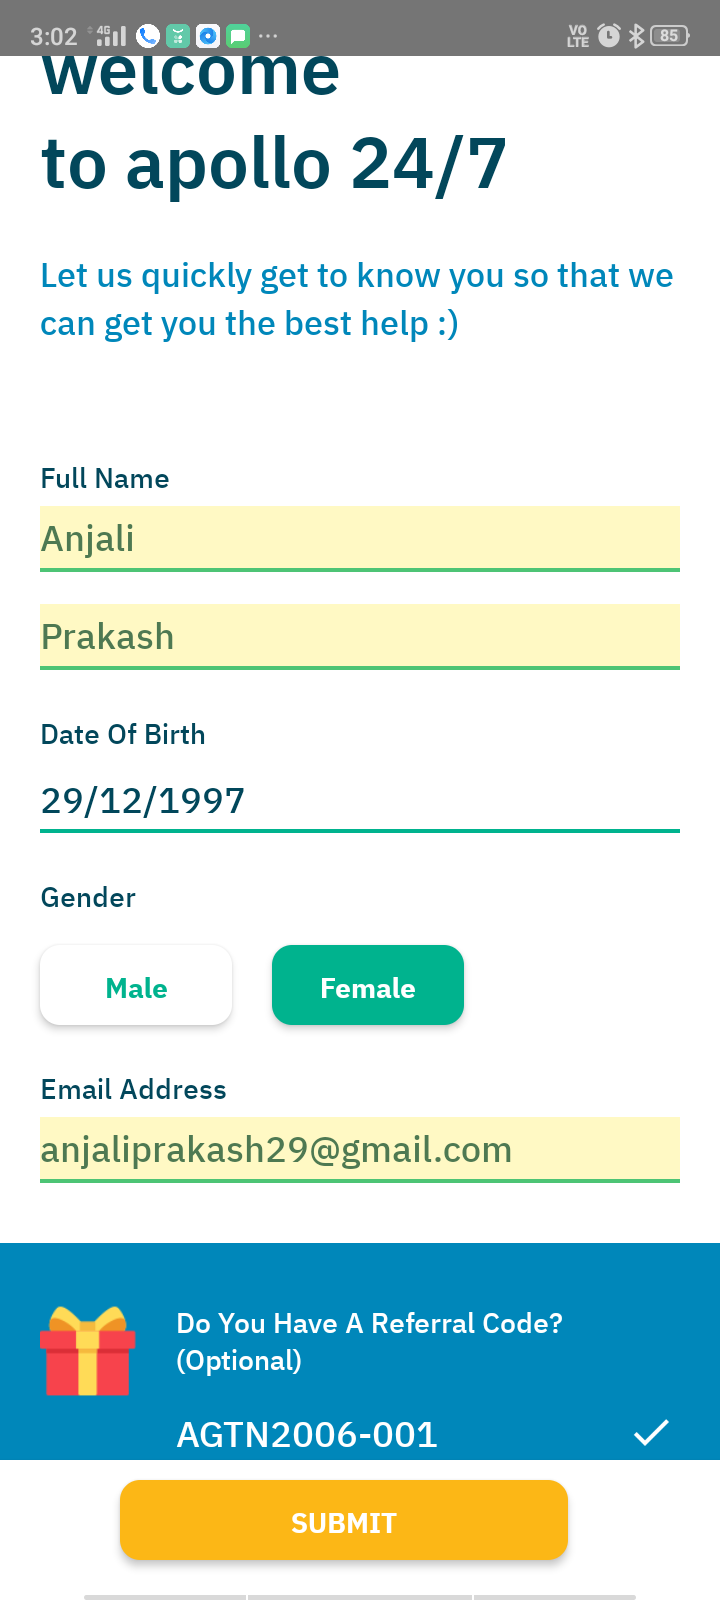 3:02 4G VO LTE 85
welcome
to apollo 24/7
Let us quickly get to know you so that we
can get you the best help :)
Full Name
Anjali
Prakash
Date Of Birth
29/12/1997
Gender
Male Female
Email Address
anjaliprakash29@gmail.com
Do You Have A Referral Code?
(Optional)
AGTN2006-001
SUBMIT